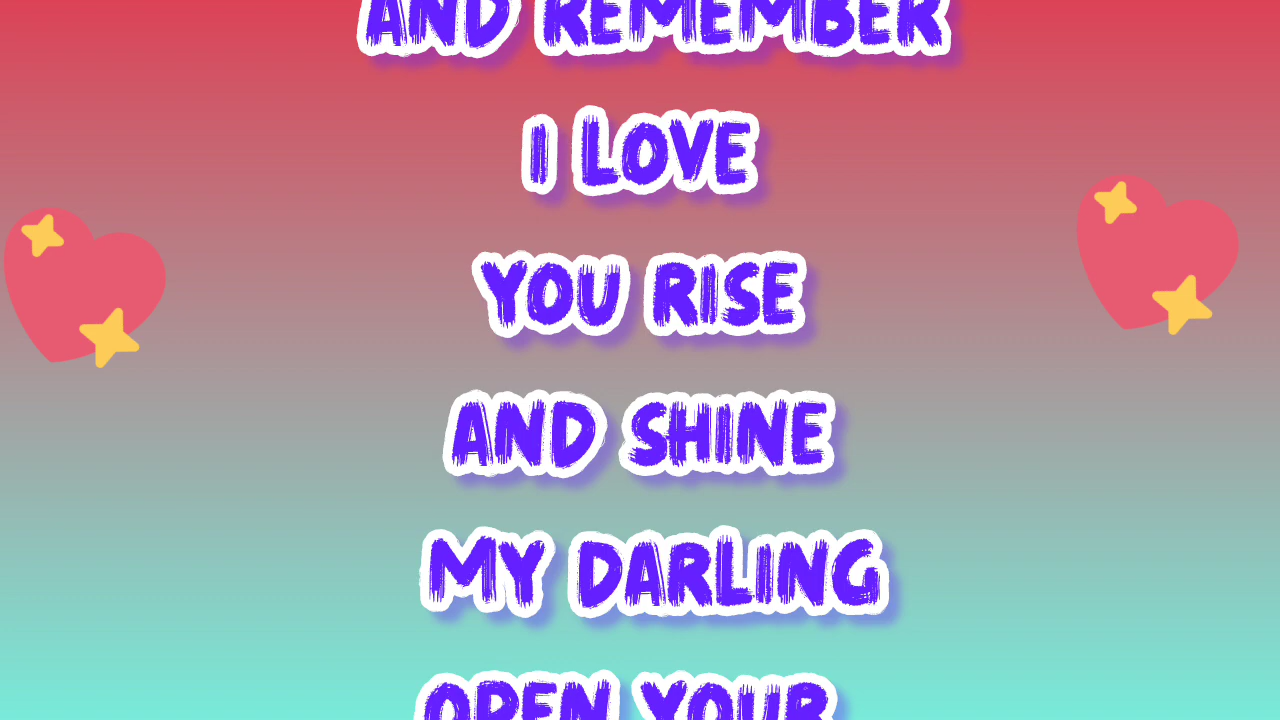 AND REMEMBER
I LOVE
YOU RISE
AND SHINE
MY DARLING
OPEN YOUR